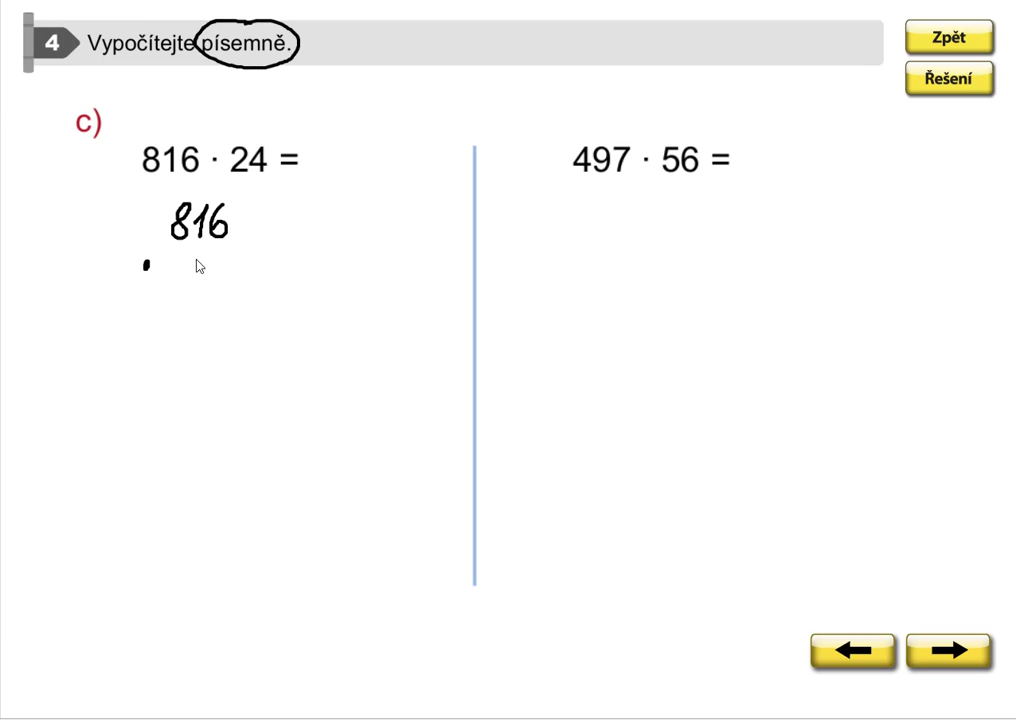 4 Vypočítejte písemně.
Zpět
Řešení
c)
816 · 24 =
497 · 56 =
816
·